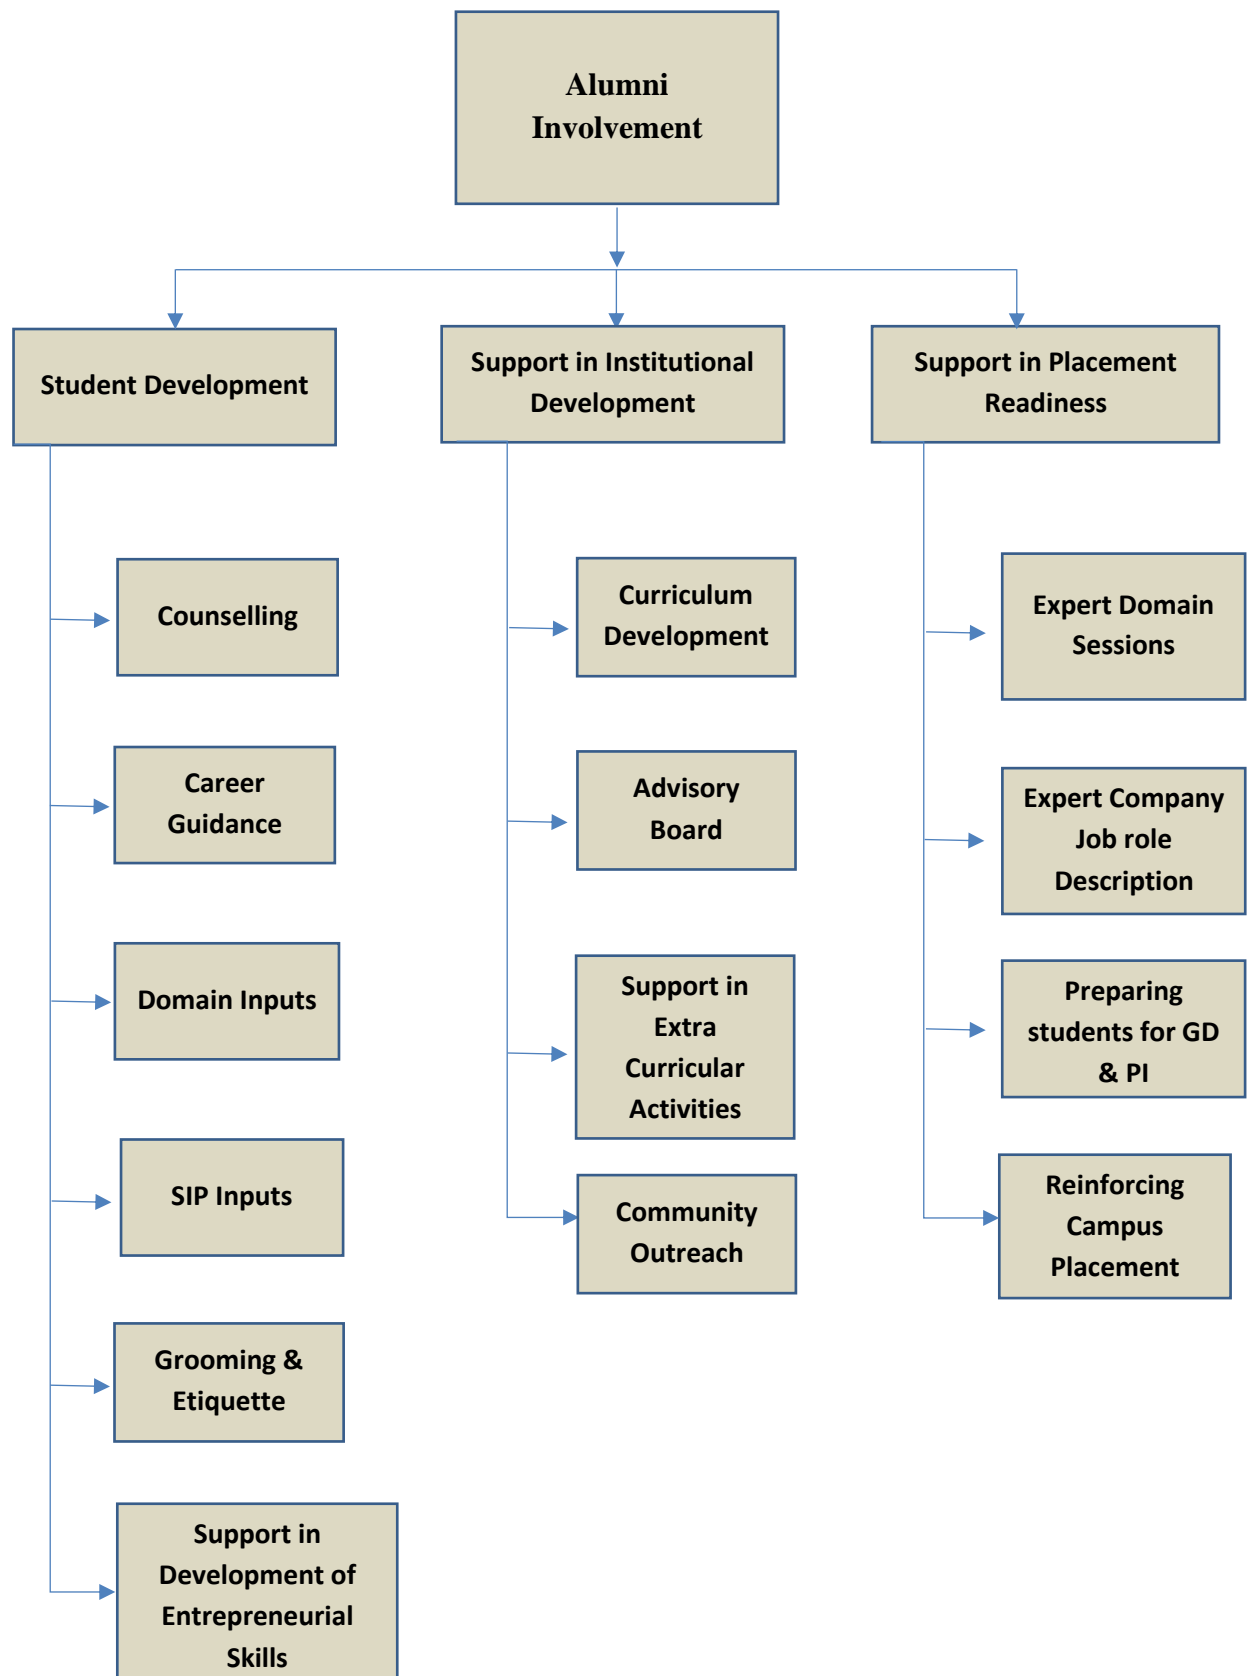 Alumni
Involvement
Student Development
Support in Institutional
Development
Support in Placement
Readiness
Counselling
Career
Guidance
Domain Inputs
SIP Inputs
Grooming &
Etiquette
Support in
Development of
Entrepreneurial
Skills
Curriculum
Development
Advisory
Board
Support in
Extra
Curricular
Activities
Community
Outreach
Expert Domain
Sessions
Expert Company
Job role
Description
Preparing
students for GD
& PI
Reinforcing
Campus
Placement